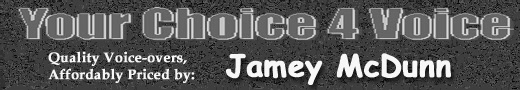 Your Choice 4 Voice
Quality Voice-overs,
Affordably Priced by:
Jamey McDunn